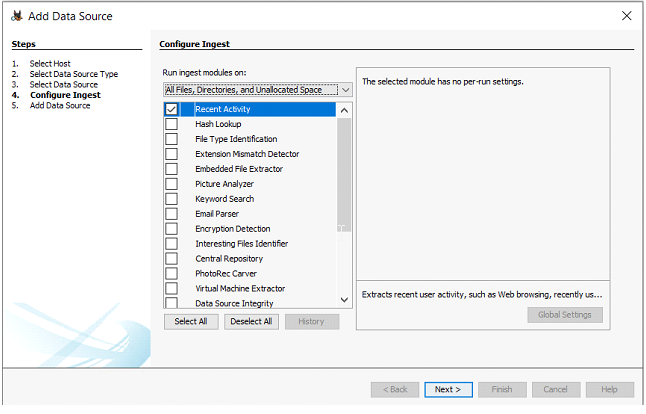 Add Data Source
Steps
1. Select Host
2. Select Data Source Type
3. Select Data Source
4. Configure Ingest
5. Add Data Source
Configure Ingest
Run ingest modules on:
All Files, Directories, and Unallocated Space
Recent Activity
Hash Lookup
File Type Identification
Extension Mismatch Detector
Embedded File Extractor
Picture Analyzer
Keyword Search
Email Parser
Encryption Detection
Interesting Files Identifier
Central Repository
PhotoRec Carver
Virtual Machine Extractor
Data Source Integrity
Select All Deselect All History
The selected module has no per-run settings.
Extracts recent user activity, such as Web browsing, recently us...
Global Settings
< Back Next > Finish Cancel Help